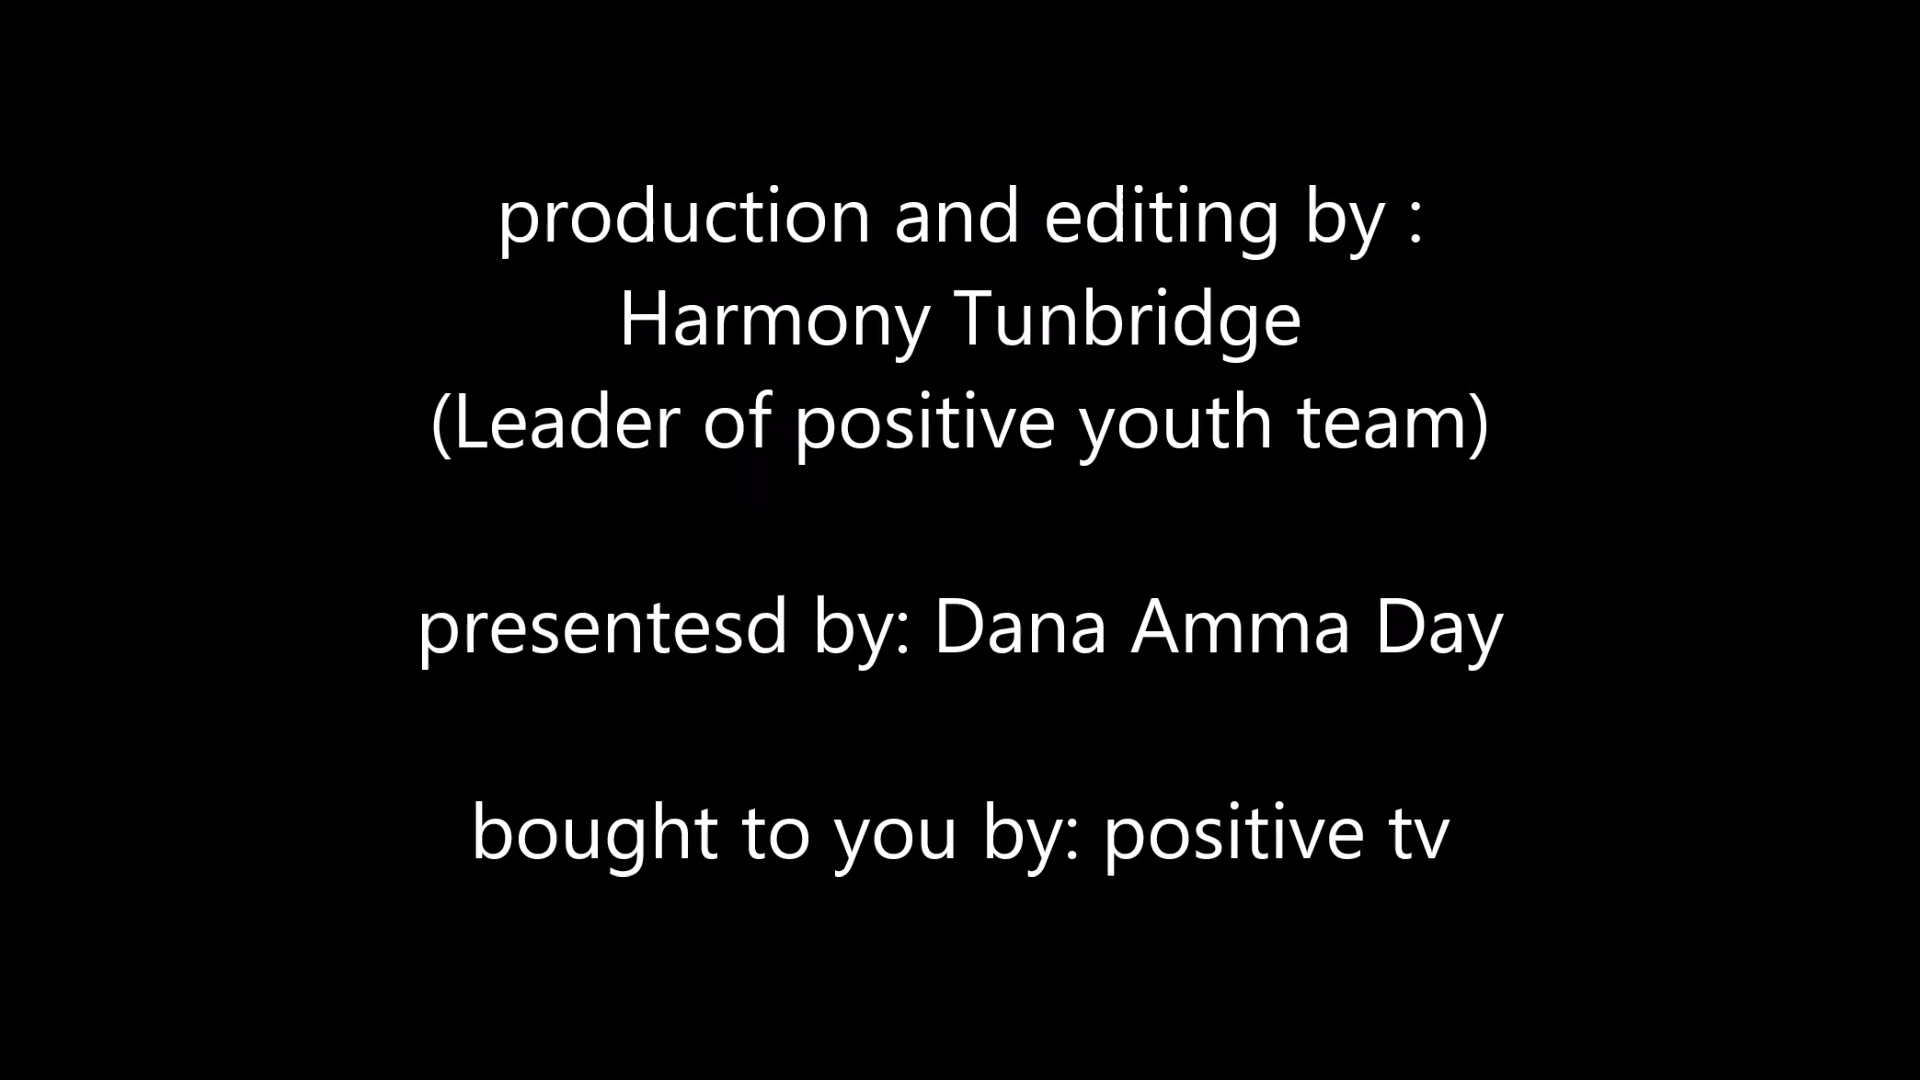 production and editing by :
Harmony Tunbridge
(Leader of positive youth team)
presentesd by: Dana Amma Day
bought to you by: positive tv